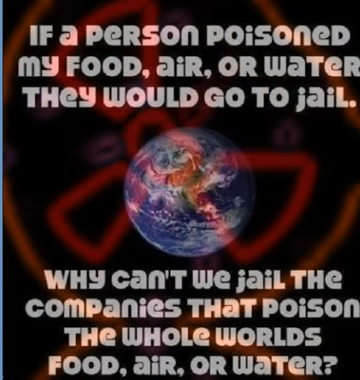 IF a PERSON POISONED
MY FOOD, AIR, OR WATER
THEY WOULD GO TO JAIL.
WHY CAN'T WE JAIL THE
COMPANIES THAT POISON
THE WHOLE WORLDS
FOOD, AIR, OR WATER?